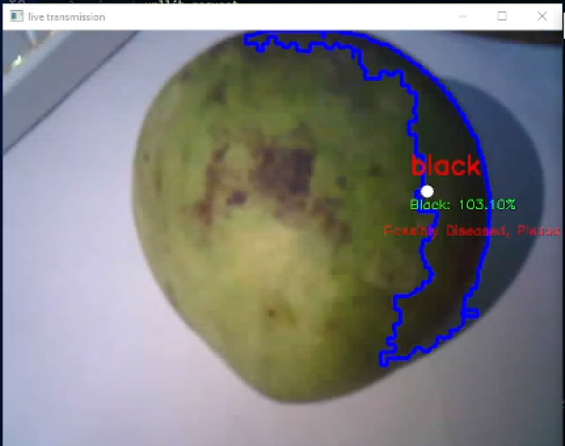 live transmission
black
Black: 103.10%
Possibly Diseased, Please